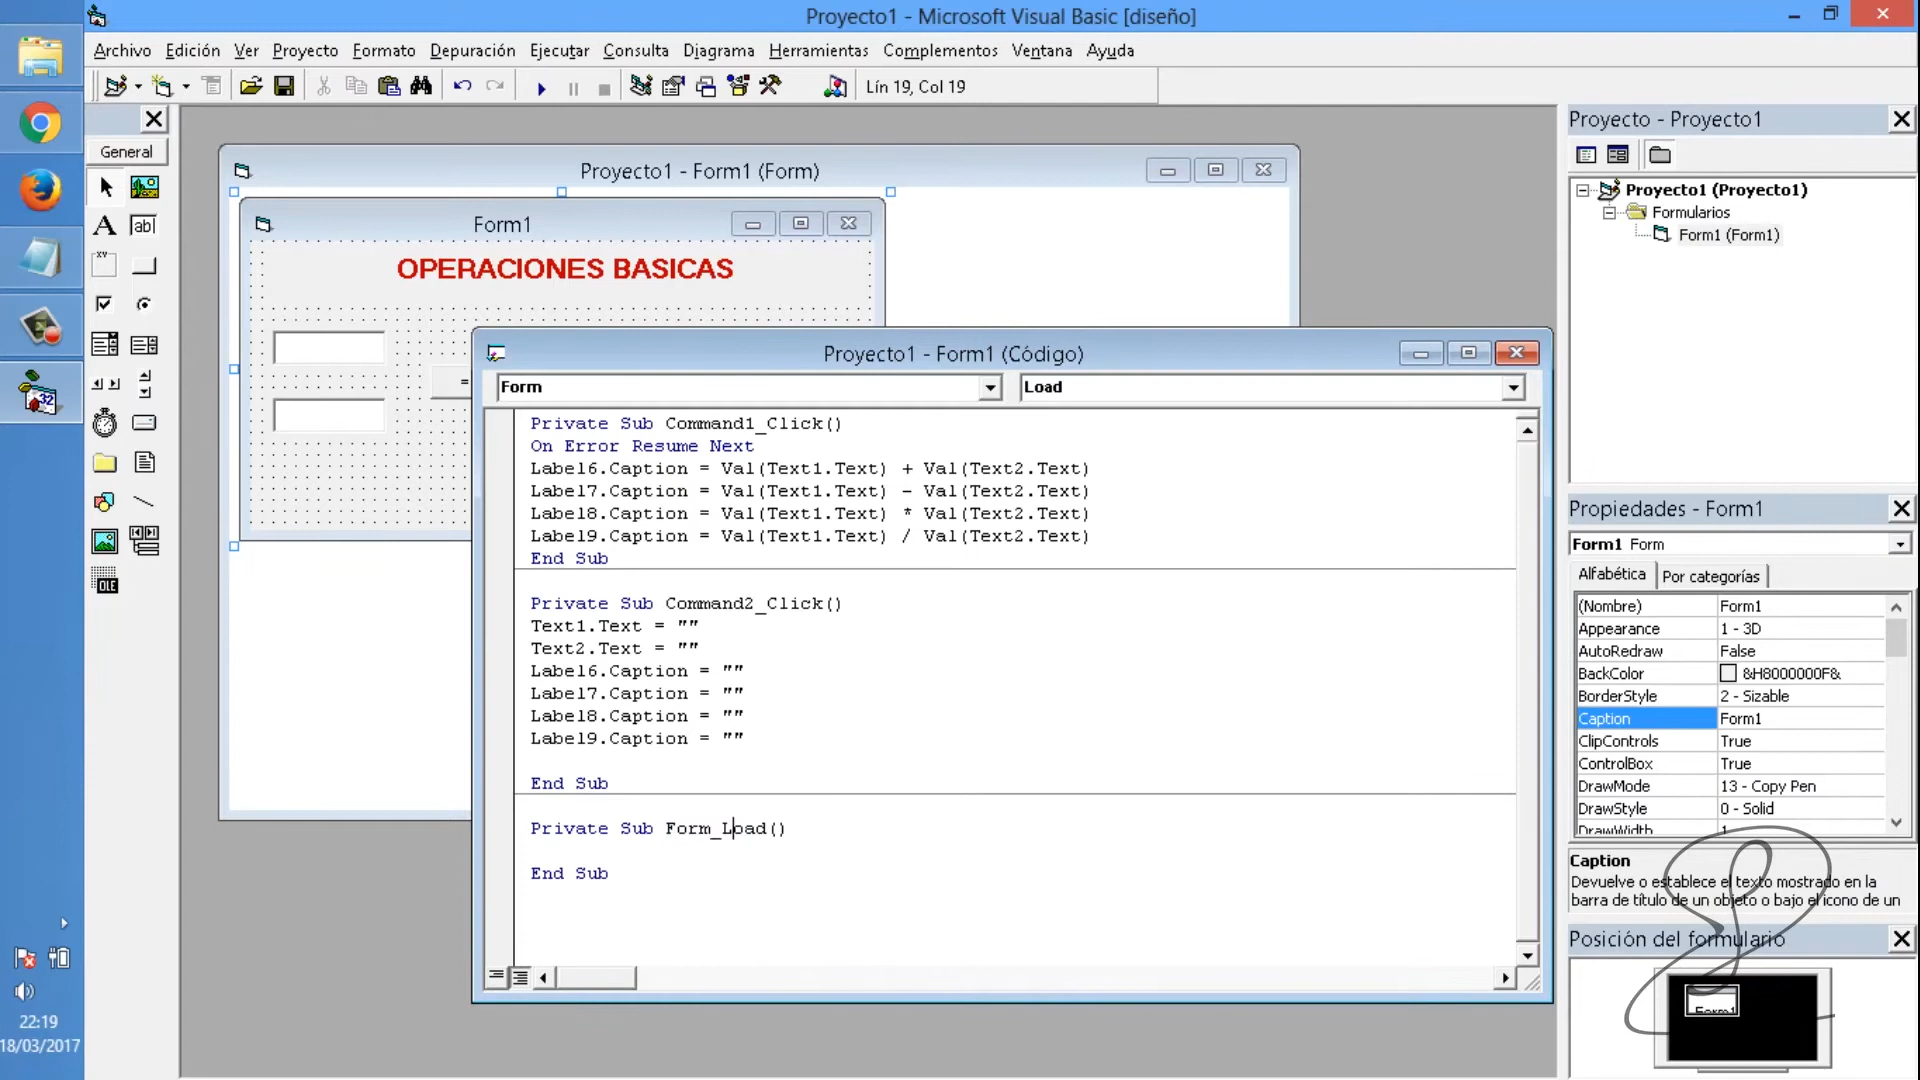 Proyecto1 - Microsoft Visual Basic [diseño]
Archivo Edición Ver Proyecto Formato Depuración Ejecutar Consulta Diagrama Herramientas Complementos Ventana Ayuda
Lín 19, Col 19
General
Proyecto1 - Form1 (Form)
Form1
OPERACIONES BASICAS
=
Proyecto1 - Form1 (Código)
Form
Load
Private Sub Command1_Click()
On Error Resume Next
Label6.Caption = Val(Text1.Text) + Val(Text2.Text)
Label7.Caption = Val(Text1.Text) - Val(Text2.Text)
Label8.Caption = Val(Text1.Text) * Val(Text2.Text)
Label9.Caption = Val(Text1.Text) / Val(Text2.Text)
End Sub
Private Sub Command2_Click()
Text1.Text = ""
Text2.Text = ""
Label6.Caption = ""
Label7.Caption = ""
Label8.Caption = ""
Label9.Caption = ""
End Sub
Private Sub Form_Load()
End Sub
Proyecto - Proyecto1
Proyecto1 (Proyecto1)
Formularios
Form1 (Form1)
Propiedades - Form1
Form1 Form
Alfabética Por categorías
(Nombre) Form1
Appearance 1 - 3D
AutoRedraw False
BackColor &H8000000F&
BorderStyle 2 - Sizable
Caption Form1
ClipControls True
ControlBox True
DrawMode 13 - Copy Pen
DrawStyle 0 - Solid
DrawWidth 1
Caption
Devuelve o establece el texto mostrado en la
barra de título de un objeto o bajo el icono de un
Posición del formulario
Form1
22:19
18/03/2017